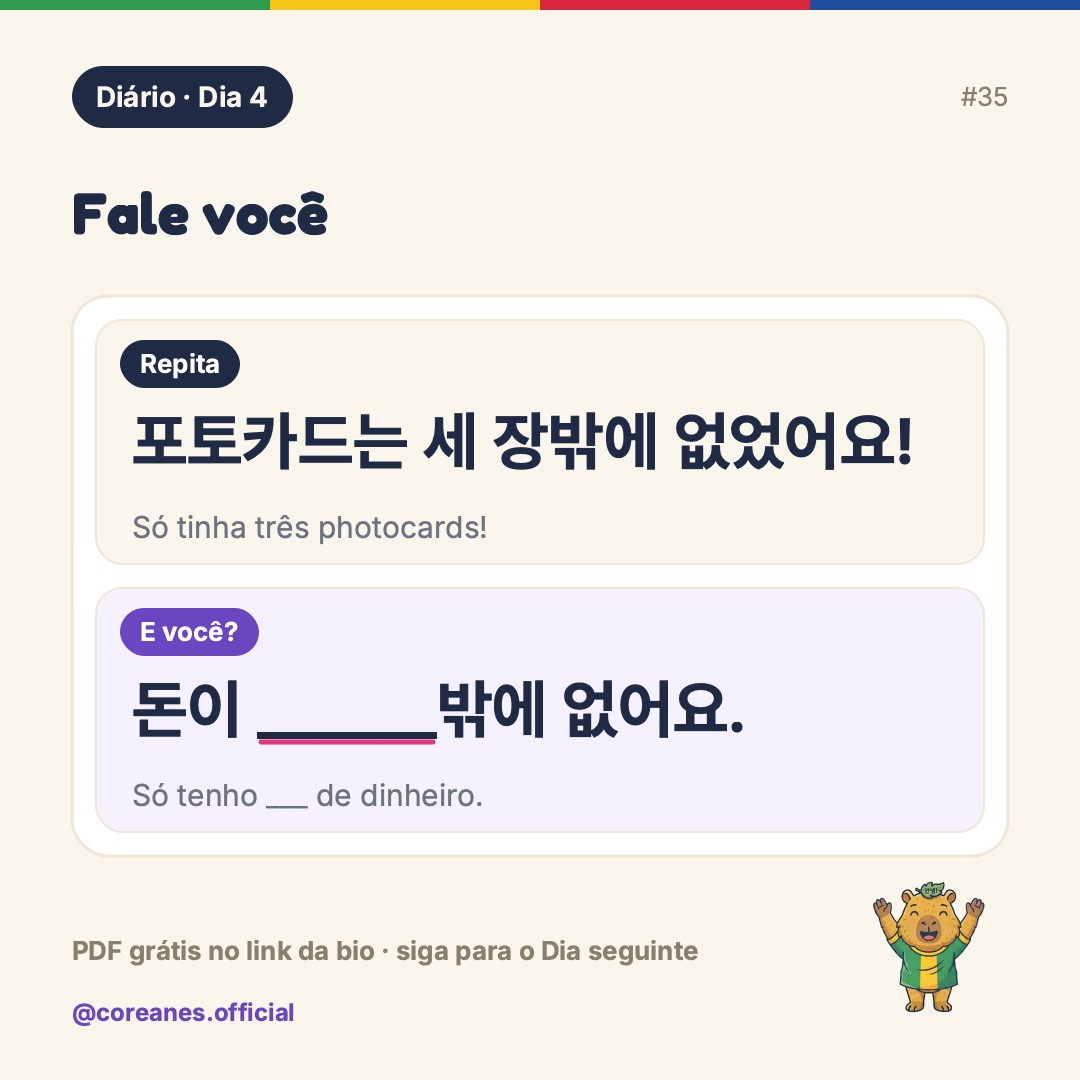 Diário · Dia 4
#35
Fale você
Repita
포토카드는 세 장밖에 없었어요!
Só tinha três photocards!
E você?
돈이 ______밖에 없어요.
Só tenho ___ de dinheiro.
PDF grátis no link da bio · siga para o Dia seguinte
@coreanes.official